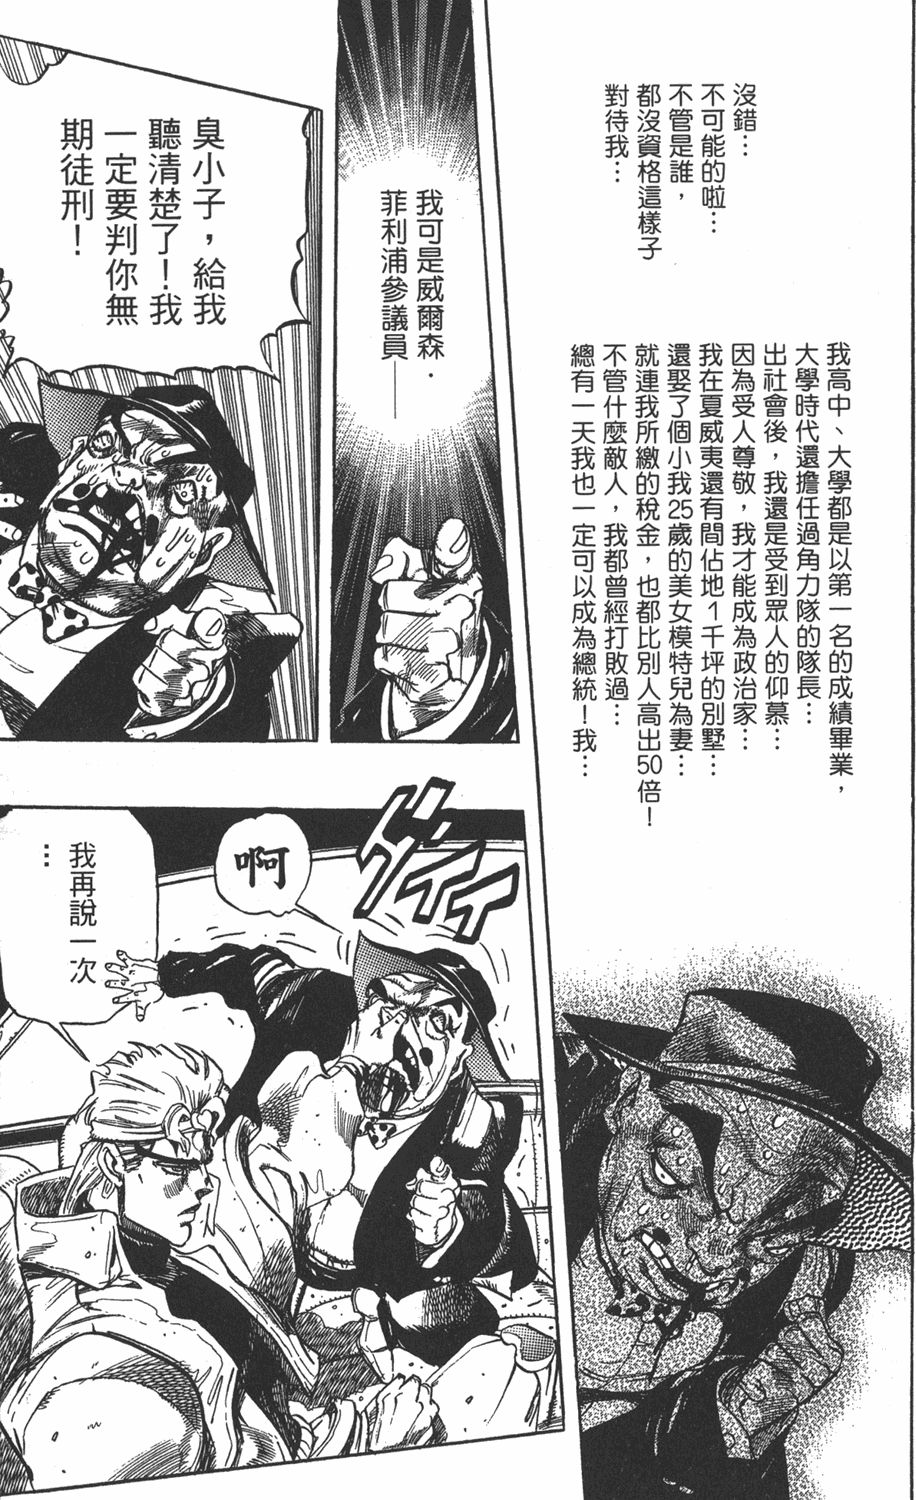 沒錯…
不可能的啦…
不管是誰，
都沒資格這樣子
對待我…
我高中、大學都是以第一名的成績畢業，
大學時代還擔任過角力隊的隊長…
出社會後，我還是受到眾人的仰慕…
因為受人尊敬，我才能成為政治家…
我在夏威夷還有間佔地1千坪的別墅…
還娶了個小我25歲的美女模特兒為妻…
就連我所繳的稅金，也都比別人高出50倍！
不管什麼敵人，我都曾經打敗過…
總有一天我也一定可以成為總統！我…
我可是威爾森．
菲利浦參議員——
臭小子，給我
聽清楚了！我
一定要判你無
期徒刑！
グイイ
啊
我再說一次
…